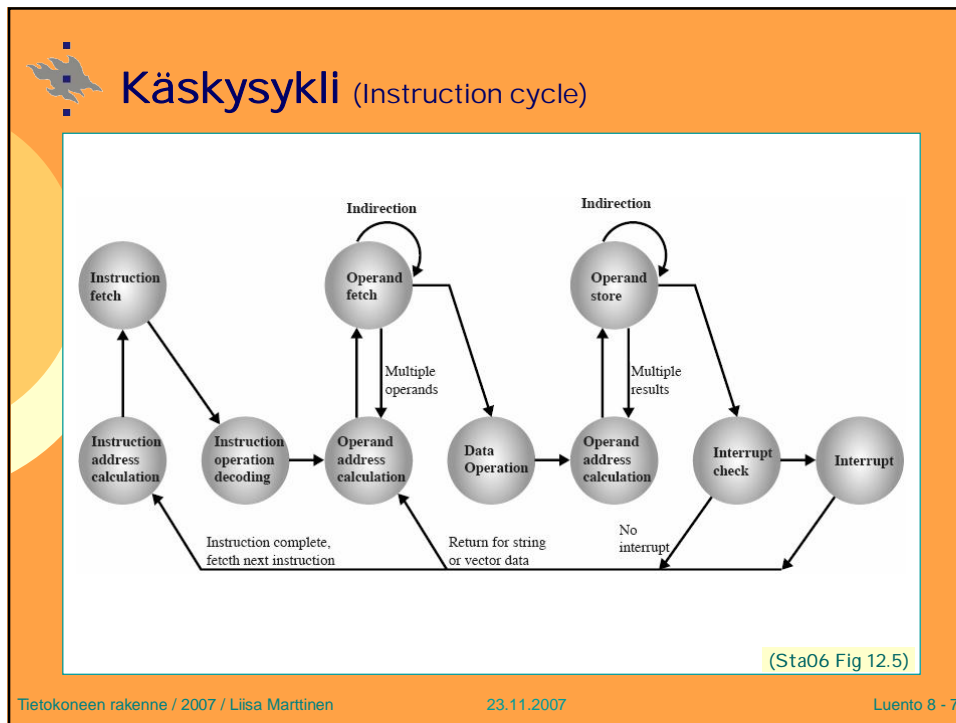 Käskysykli (Instruction cycle)
Indirection
Indirection
Instruction
fetch
Operand
fetch
Operand
store
Multiple
operands
Multiple
results
Instruction
address
calculation
Instruction
operation
decoding
Operand
address
calculation
Data
Operation
Operand
address
calculation
Interrupt
check
Interrupt
Instruction complete,
fetcth next instruction
Return for string
or vector data
No
interrupt
(Sta06 Fig 12.5)
Tietokoneen rakenne / 2007 / Liisa Marttinen
23.11.2007
Luento 8 - 7